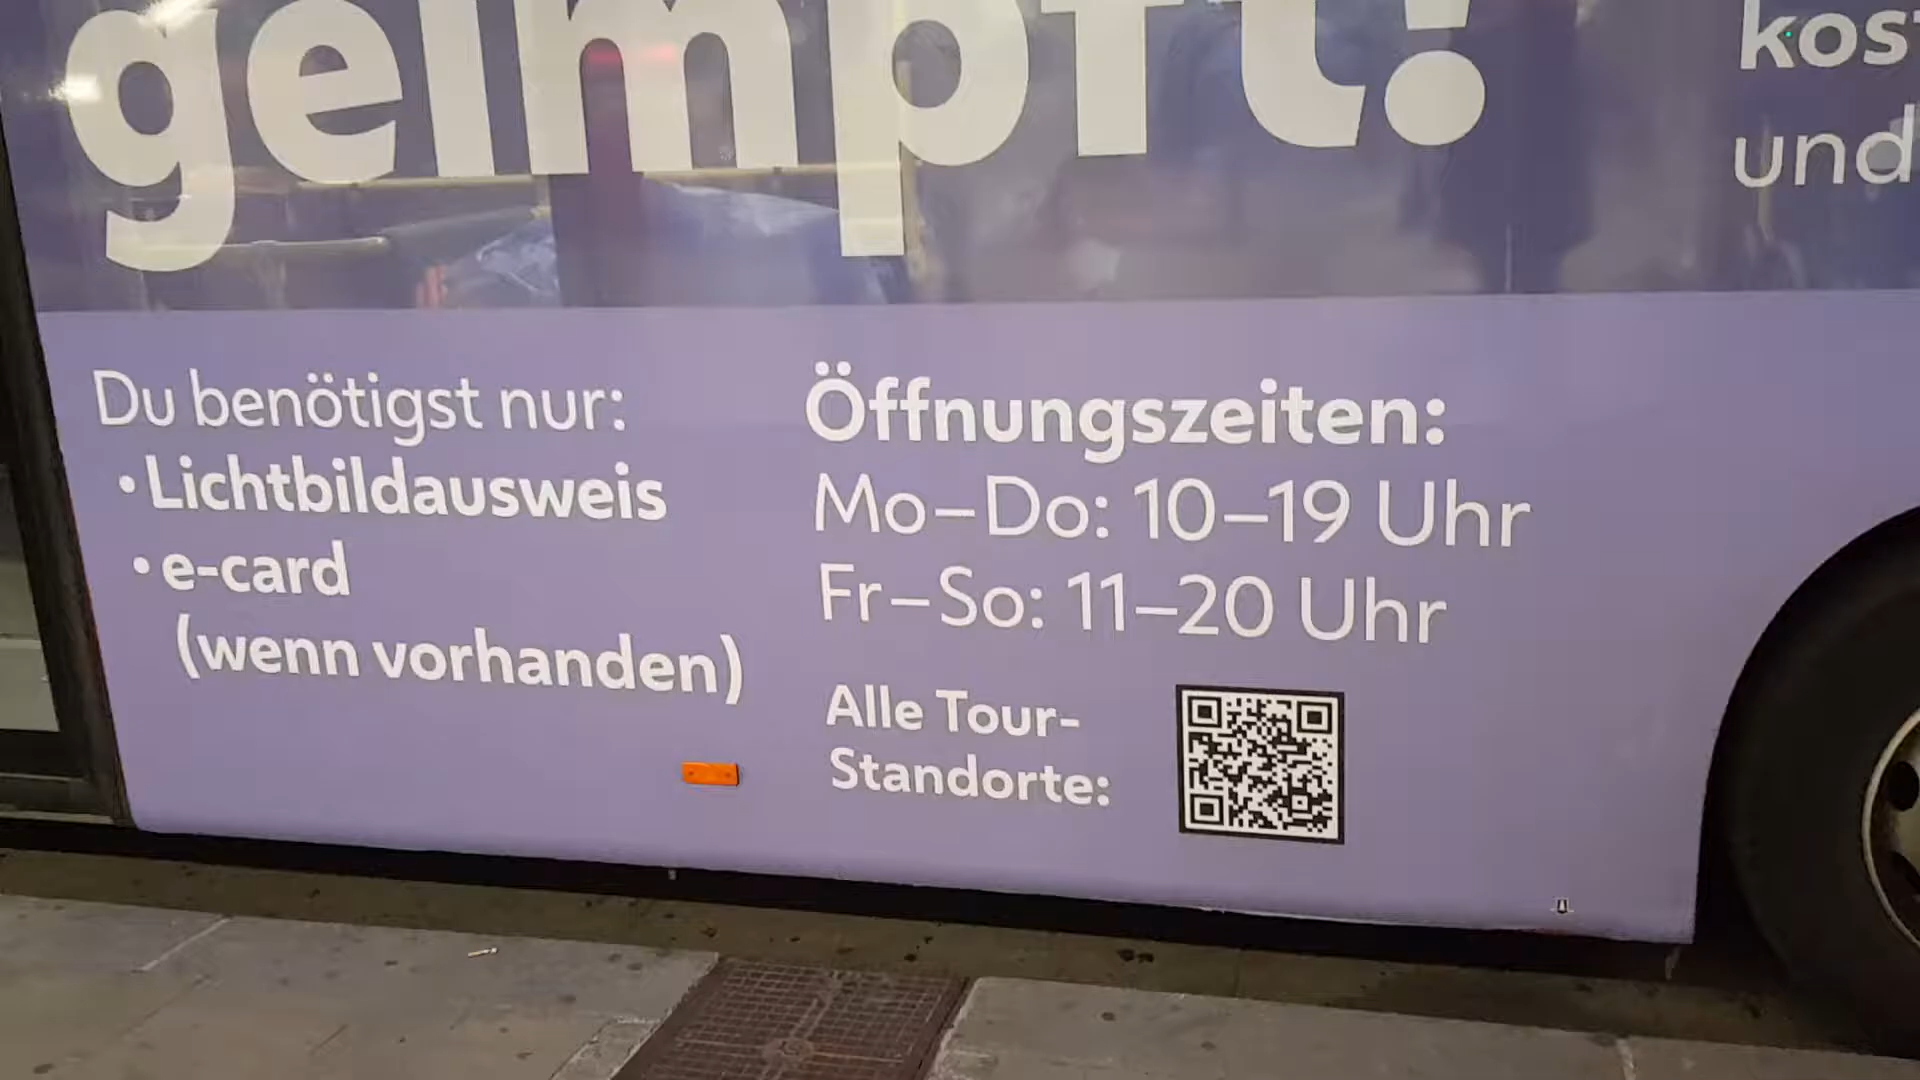 geimpft!
kos
und
Du benötigst nur:
• Lichtbildausweis
• e-card
(wenn vorhanden)
Öffnungszeiten:
Mo–Do: 10–19 Uhr
Fr–So: 11–20 Uhr
Alle Tour-
Standorte: